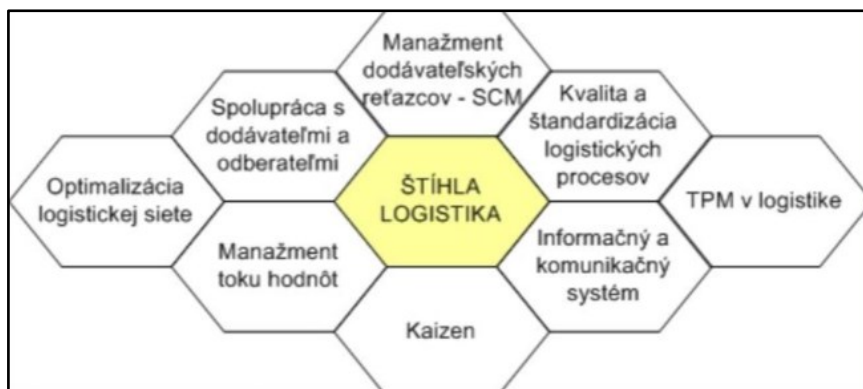 Manažment
dodávateľských
reťazcov - SCM
Spolupráca s
dodávateľmi a
odberateľmi
Kvalita a
štandardizácia
logistických
procesov
Optimalizácia
logistickej siete
ŠTÍHLA
LOGISTIKA
TPM v logistike
Manažment
toku hodnôt
Informačný a
komunikačný
systém
Kaizen